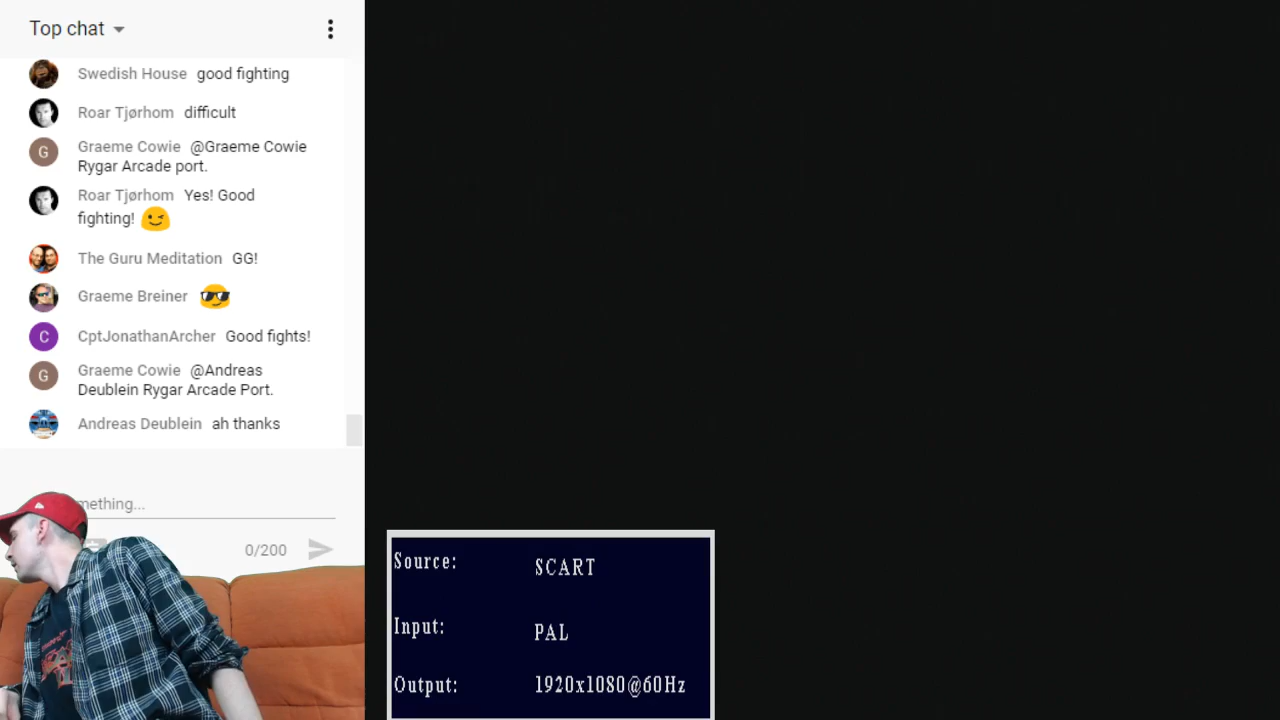 Top chat
Swedish House good fighting
Roar Tjørhom difficult
Graeme Cowie @Graeme Cowie
Rygar Arcade port.
Roar Tjørhom Yes! Good
fighting! 😉
The Guru Meditation GG!
Graeme Breiner 😎
C CptJonathanArcher Good fights!
G Graeme Cowie @Andreas
Deublein Rygar Arcade Port.
Andreas Deublein ah thanks
mething...
0/200
Source: SCART
Input: PAL
Output: 1920x1080@60Hz